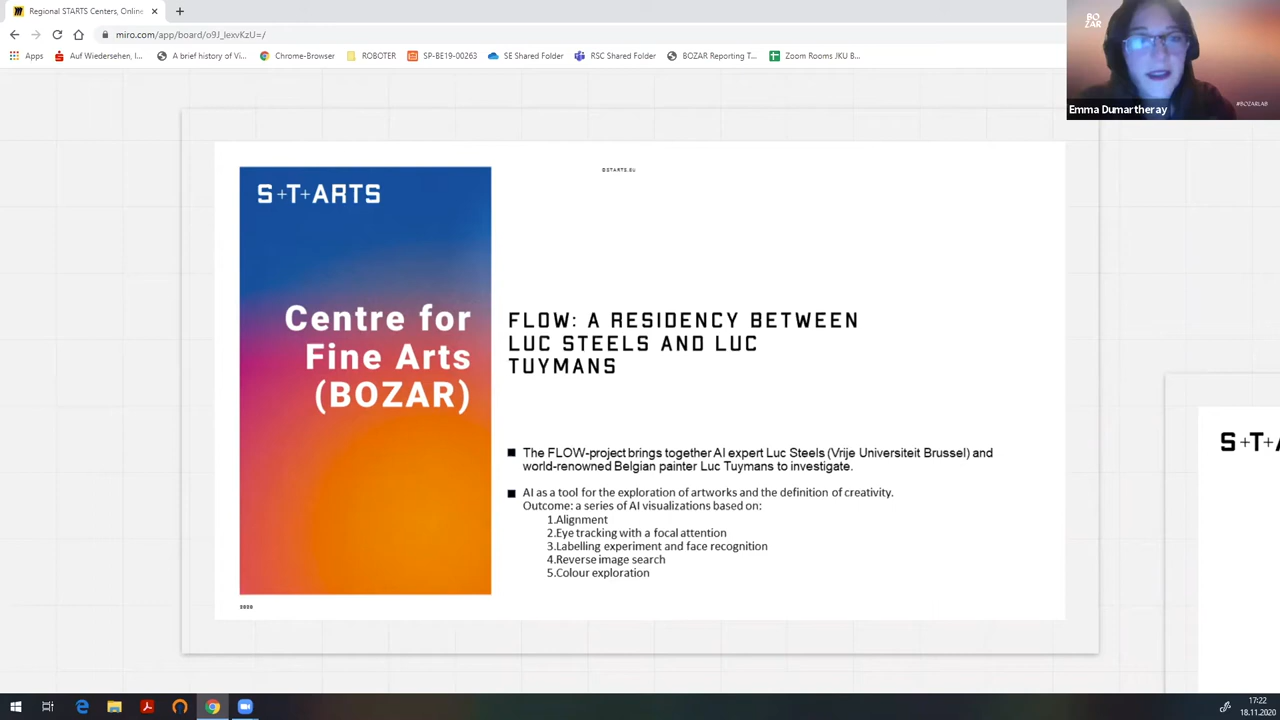 Regional STARTS Centers, Online
miro.com/app/board/o9J_lexvKzU=/
Apps
Auf Wiedersehen, I...
A brief history of Vi...
Chrome-Browser
ROBOTER
SP-BE19-00263
SE Shared Folder
RSC Shared Folder
BOZAR Reporting T...
Zoom Rooms JKU B...
BO
ZAR
#BOZARLAB
Emma Dumartheray
©STARTS.EU
S+T+ARTS
Centre for
Fine Arts
(BOZAR)
FLOW: A RESIDENCY BETWEEN
LUC STEELS AND LUC
TUYMANS
The FLOW-project brings together AI expert Luc Steels (Vrije Universiteit Brussel) and
world-renowned Belgian painter Luc Tuymans to investigate.
AI as a tool for the exploration of artworks and the definition of creativity.
Outcome: a series of AI visualizations based on:
1.Alignment
2.Eye tracking with a focal attention
3.Labelling experiment and face recognition
4.Reverse image search
5.Colour exploration
2020
S+T+A
17:22
18.11.2020